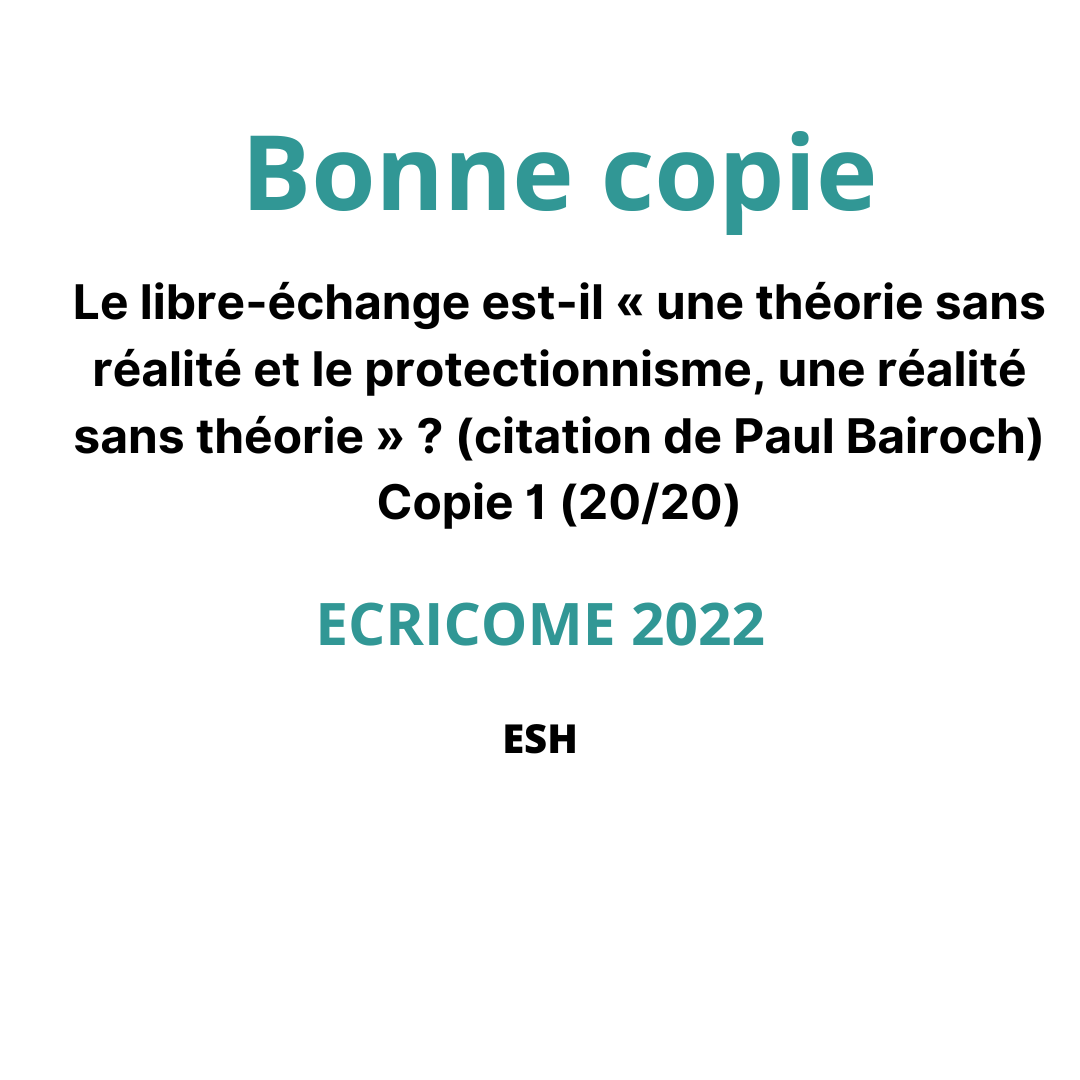 Bonne copie
Le libre-échange est-il « une théorie sans
réalité et le protectionnisme, une réalité
sans théorie » ? (citation de Paul Bairoch)
Copie 1 (20/20)
ECRICOME 2022
ESH